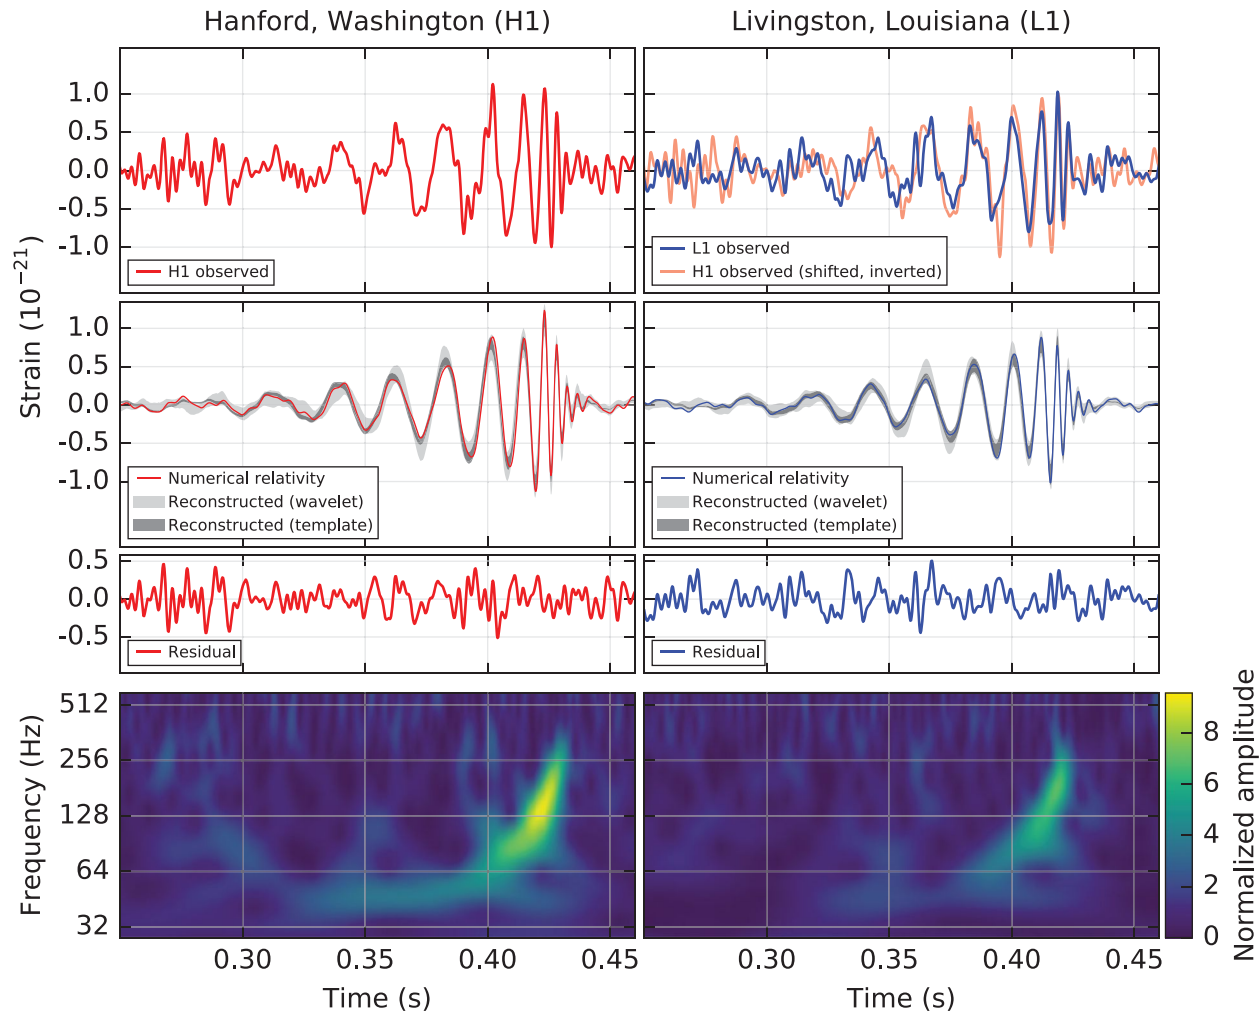 Hanford, Washington (H1)
Livingston, Louisiana (L1)
Strain (10⁻²¹)
1.0
0.5
0.0
-0.5
-1.0
H1 observed
L1 observed
H1 observed (shifted, inverted)
1.0
0.5
0.0
-0.5
-1.0
Numerical relativity
Reconstructed (wavelet)
Reconstructed (template)
Numerical relativity
Reconstructed (wavelet)
Reconstructed (template)
0.5
0.0
-0.5
Residual
Residual
Frequency (Hz)
512
256
128
64
32
Normalized amplitude
8
6
4
2
0
0.30 0.35 0.40 0.45
0.30 0.35 0.40 0.45
Time (s)
Time (s)